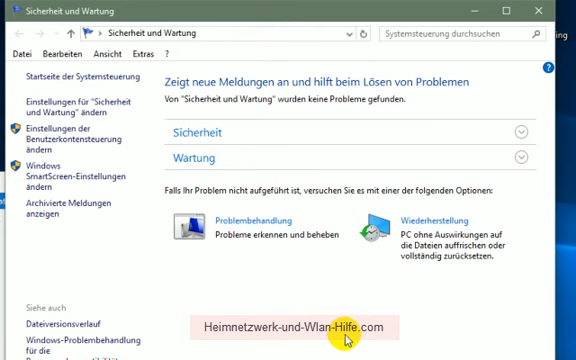 Sicherheit und Wartung
Sicherheit und Wartung
Systemsteuerung durchsuchen
Datei Bearbeiten Ansicht Extras ?
Startseite der Systemsteuerung
Einstellungen für "Sicherheit
und Wartung" ändern
Einstellungen der
Benutzerkontensteuerung
ändern
Windows
SmartScreen-Einstellungen
ändern
Archivierte Meldungen
anzeigen
Zeigt neue Meldungen an und hilft beim Lösen von Problemen
Von "Sicherheit und Wartung" wurden keine Probleme gefunden.
Sicherheit
Wartung
Falls Ihr Problem nicht aufgeführt ist, versuchen Sie es mit einer der folgenden Optionen:
Problembehandlung
Probleme erkennen und beheben
Wiederherstellung
PC ohne Auswirkungen auf
die Dateien auffrischen oder
vollständig zurücksetzen.
Siehe auch
Dateiversionsverlauf
Windows-Problembehandlung
für die
Heimnetzwerk-und-Wlan-Hilfe.com